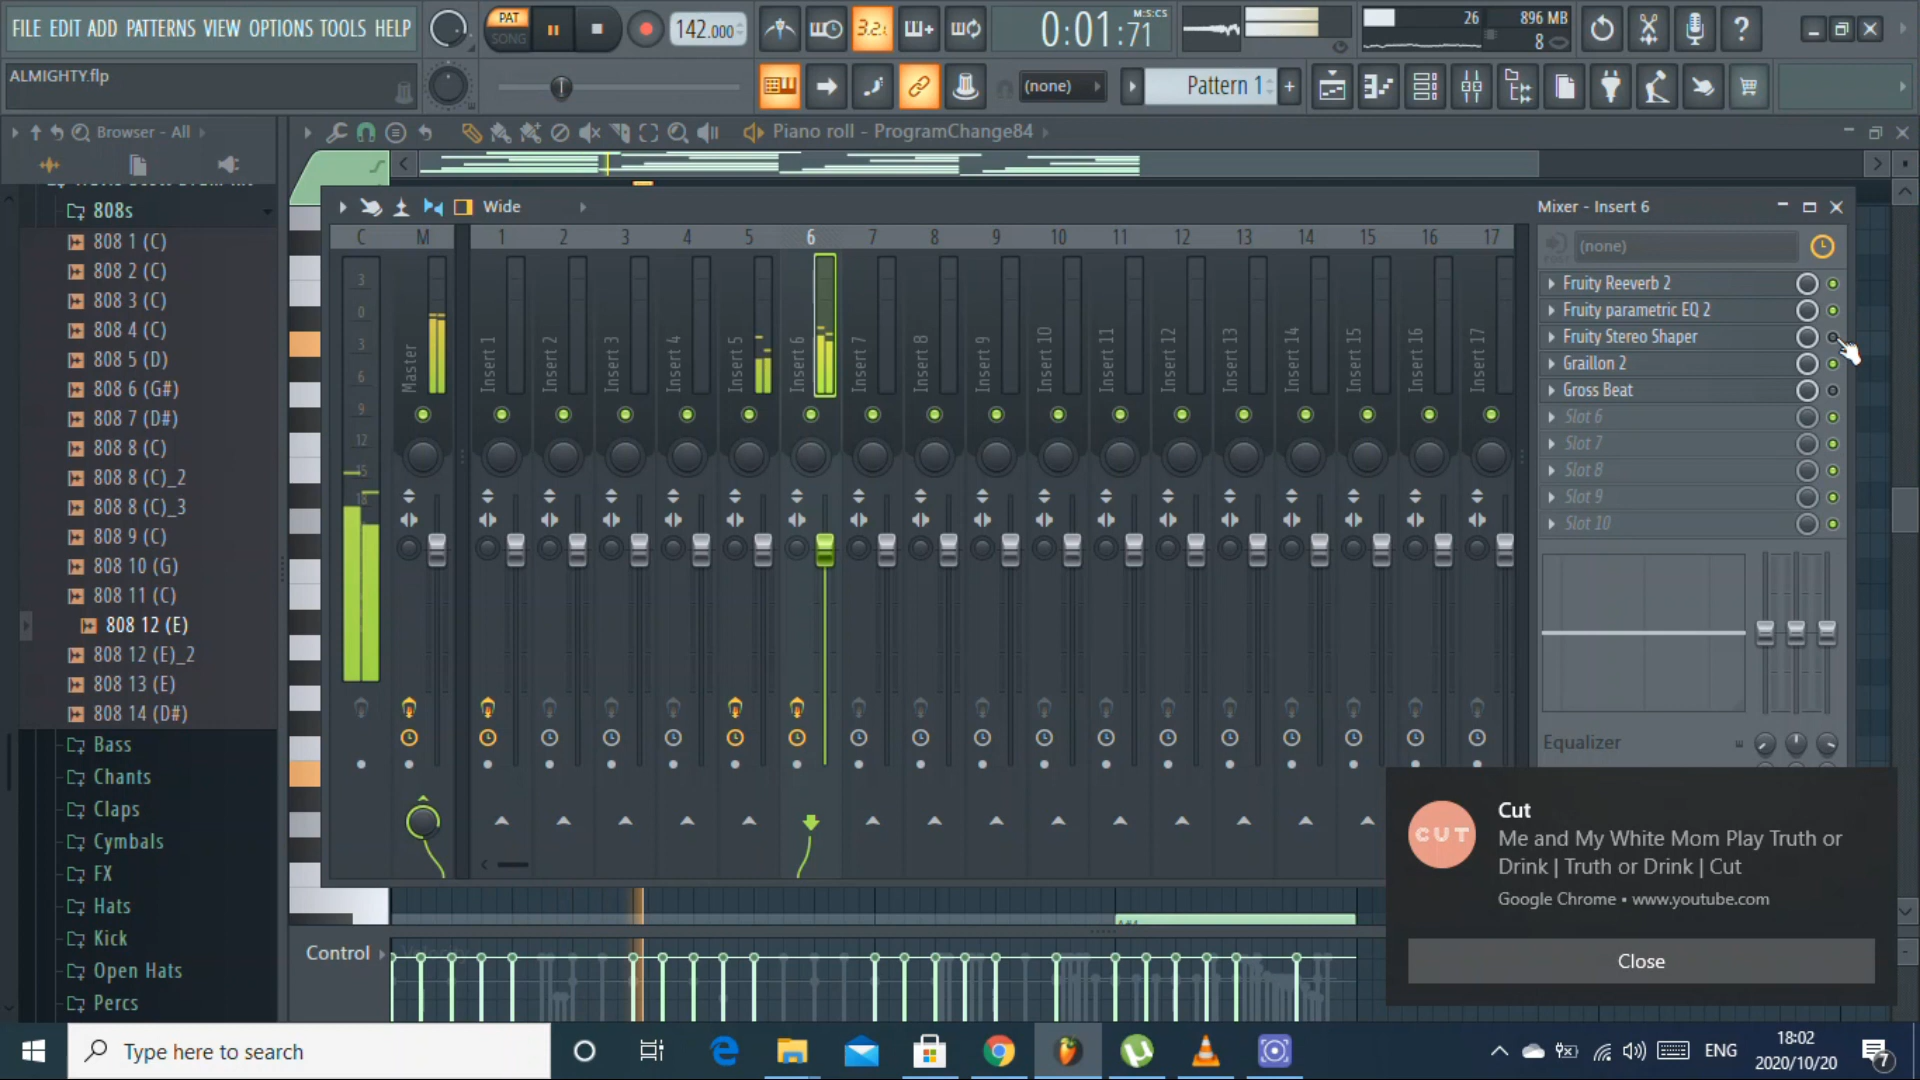 FILE EDIT ADD PATTERNS VIEW OPTIONS TOOLS HELP
PAT
SONG
142.000
3.2.
0:01:71
M:S:CS
26
896 MB
8
ALMIGHTY.flp
(none)
Pattern 1
Browser - All
Piano roll - ProgramChange84
808s
808 1 (C)
808 2 (C)
808 3 (C)
808 4 (C)
808 5 (D)
808 6 (G#)
808 7 (D#)
808 8 (C)
808 8 (C)_2
808 8 (C)_3
808 9 (C)
808 10 (G)
808 11 (C)
808 12 (E)
808 12 (E)_2
808 13 (E)
808 14 (D#)
Bass
Chants
Claps
Cymbals
FX
Hats
Kick
Open Hats
Percs
Wide
Mixer - Insert 6
C M 1 2 3 4 5 6 7 8 9 10 11 12 13 14 15 16 17
3
0
3
6
9
12
15
18
Master
Insert 1
Insert 2
Insert 3
Insert 4
Insert 5
Insert 6
Insert 7
Insert 8
Insert 9
Insert 10
Insert 11
Insert 12
Insert 13
Insert 14
Insert 15
Insert 16
Insert 17
(none)
Fruity Reeverb 2
Fruity parametric EQ 2
Fruity Stereo Shaper
Graillon 2
Gross Beat
Slot 6
Slot 7
Slot 8
Slot 9
Slot 10
Equalizer
Control
Velocity
CUT
Cut
Me and My White Mom Play Truth or
Drink | Truth or Drink | Cut
Google Chrome • www.youtube.com
Close
Type here to search
ENG
18:02
2020/10/20
7